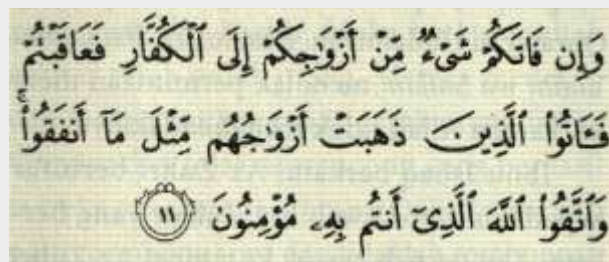 وَإِن فَاتَكُمْ شَىْءٌ مِّنْ أَزْوَٰجِكُمْ إِلَى ٱلْكُفَّارِ فَعَاقَبْتُمْ
فَـَٔاتُوا۟ ٱلَّذِينَ ذَهَبَتْ أَزْوَٰجُهُم مِّثْلَ مَآ أَنفَقُوا۟ ۚ
وَٱتَّقُوا۟ ٱللَّهَ ٱلَّذِىٓ أَنتُم بِهِۦ مُؤْمِنُونَ ١١